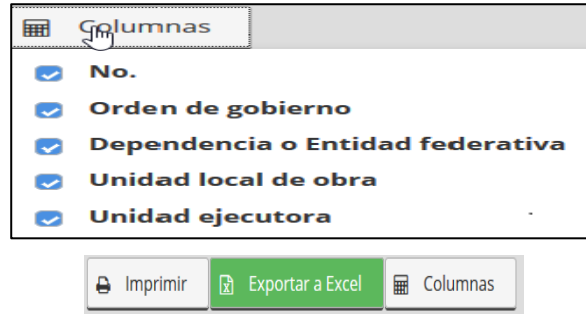 Columnas
No.
Orden de gobierno
Dependencia o Entidad federativa
Unidad local de obra
Unidad ejecutora
Imprimir Exportar a Excel Columnas